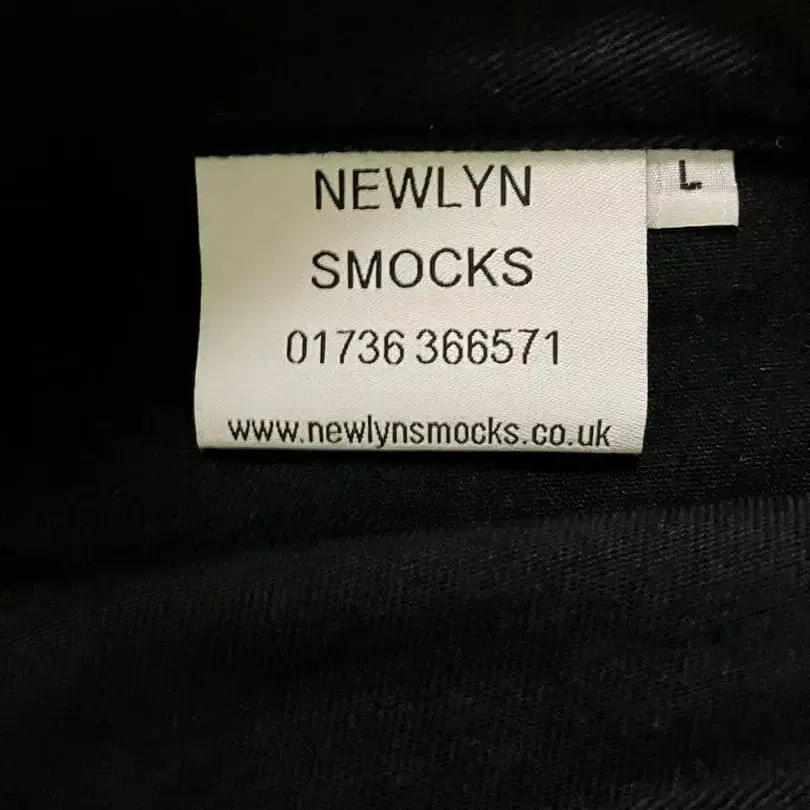 NEWLYN
SMOCKS
01736 366571
www.newlynsmocks.co.uk
L